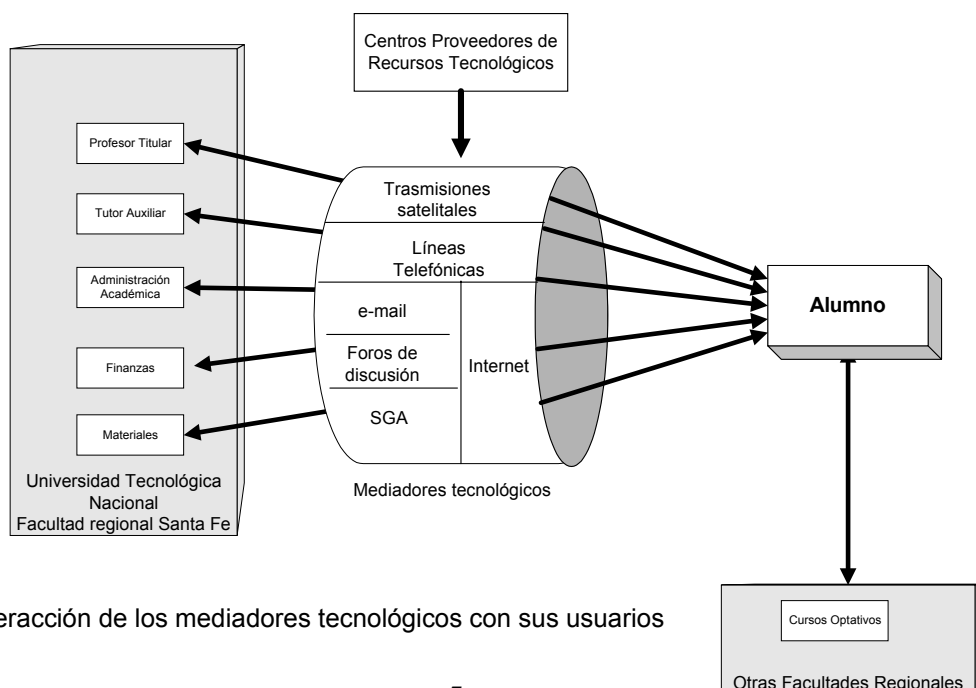 Centros Proveedores de
Recursos Tecnológicos
Profesor Titular
Tutor Auxiliar
Administración
Académica
Finanzas
Materiales
Universidad Tecnológica
Nacional
Facultad regional Santa Fe
Trasmisiones
satelitales
Líneas
Telefónicas
e-mail
Foros de
discusión
SGA
Internet
Mediadores tecnológicos
Alumno
Cursos Optativos
Otras Facultades Regionales
de los mediadores tecnológicos con sus usuarios